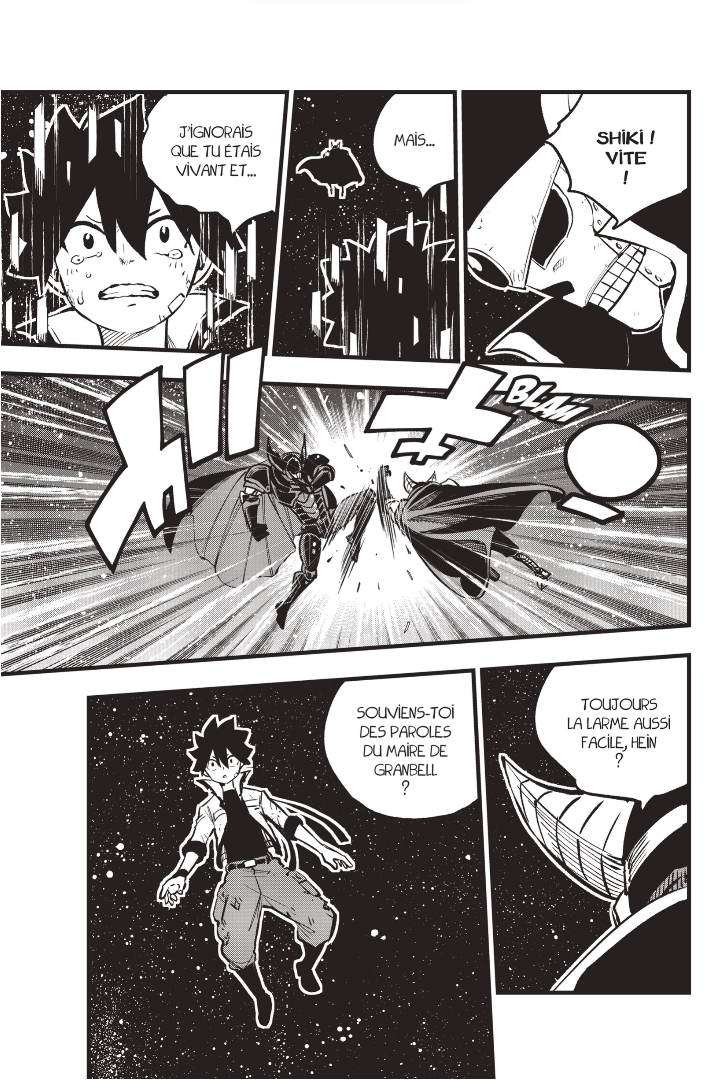 SHIKI !
VITE
!
MAIS...
J'IGNORAIS
QUE TU ÉTAIS
VIVANT ET...
BLAM
TOUJOURS
LA LARME AUSSI
FACILE, HEIN
?
SOUVIENS-TOI
DES PAROLES
DU MAIRE DE
GRANBELL
?